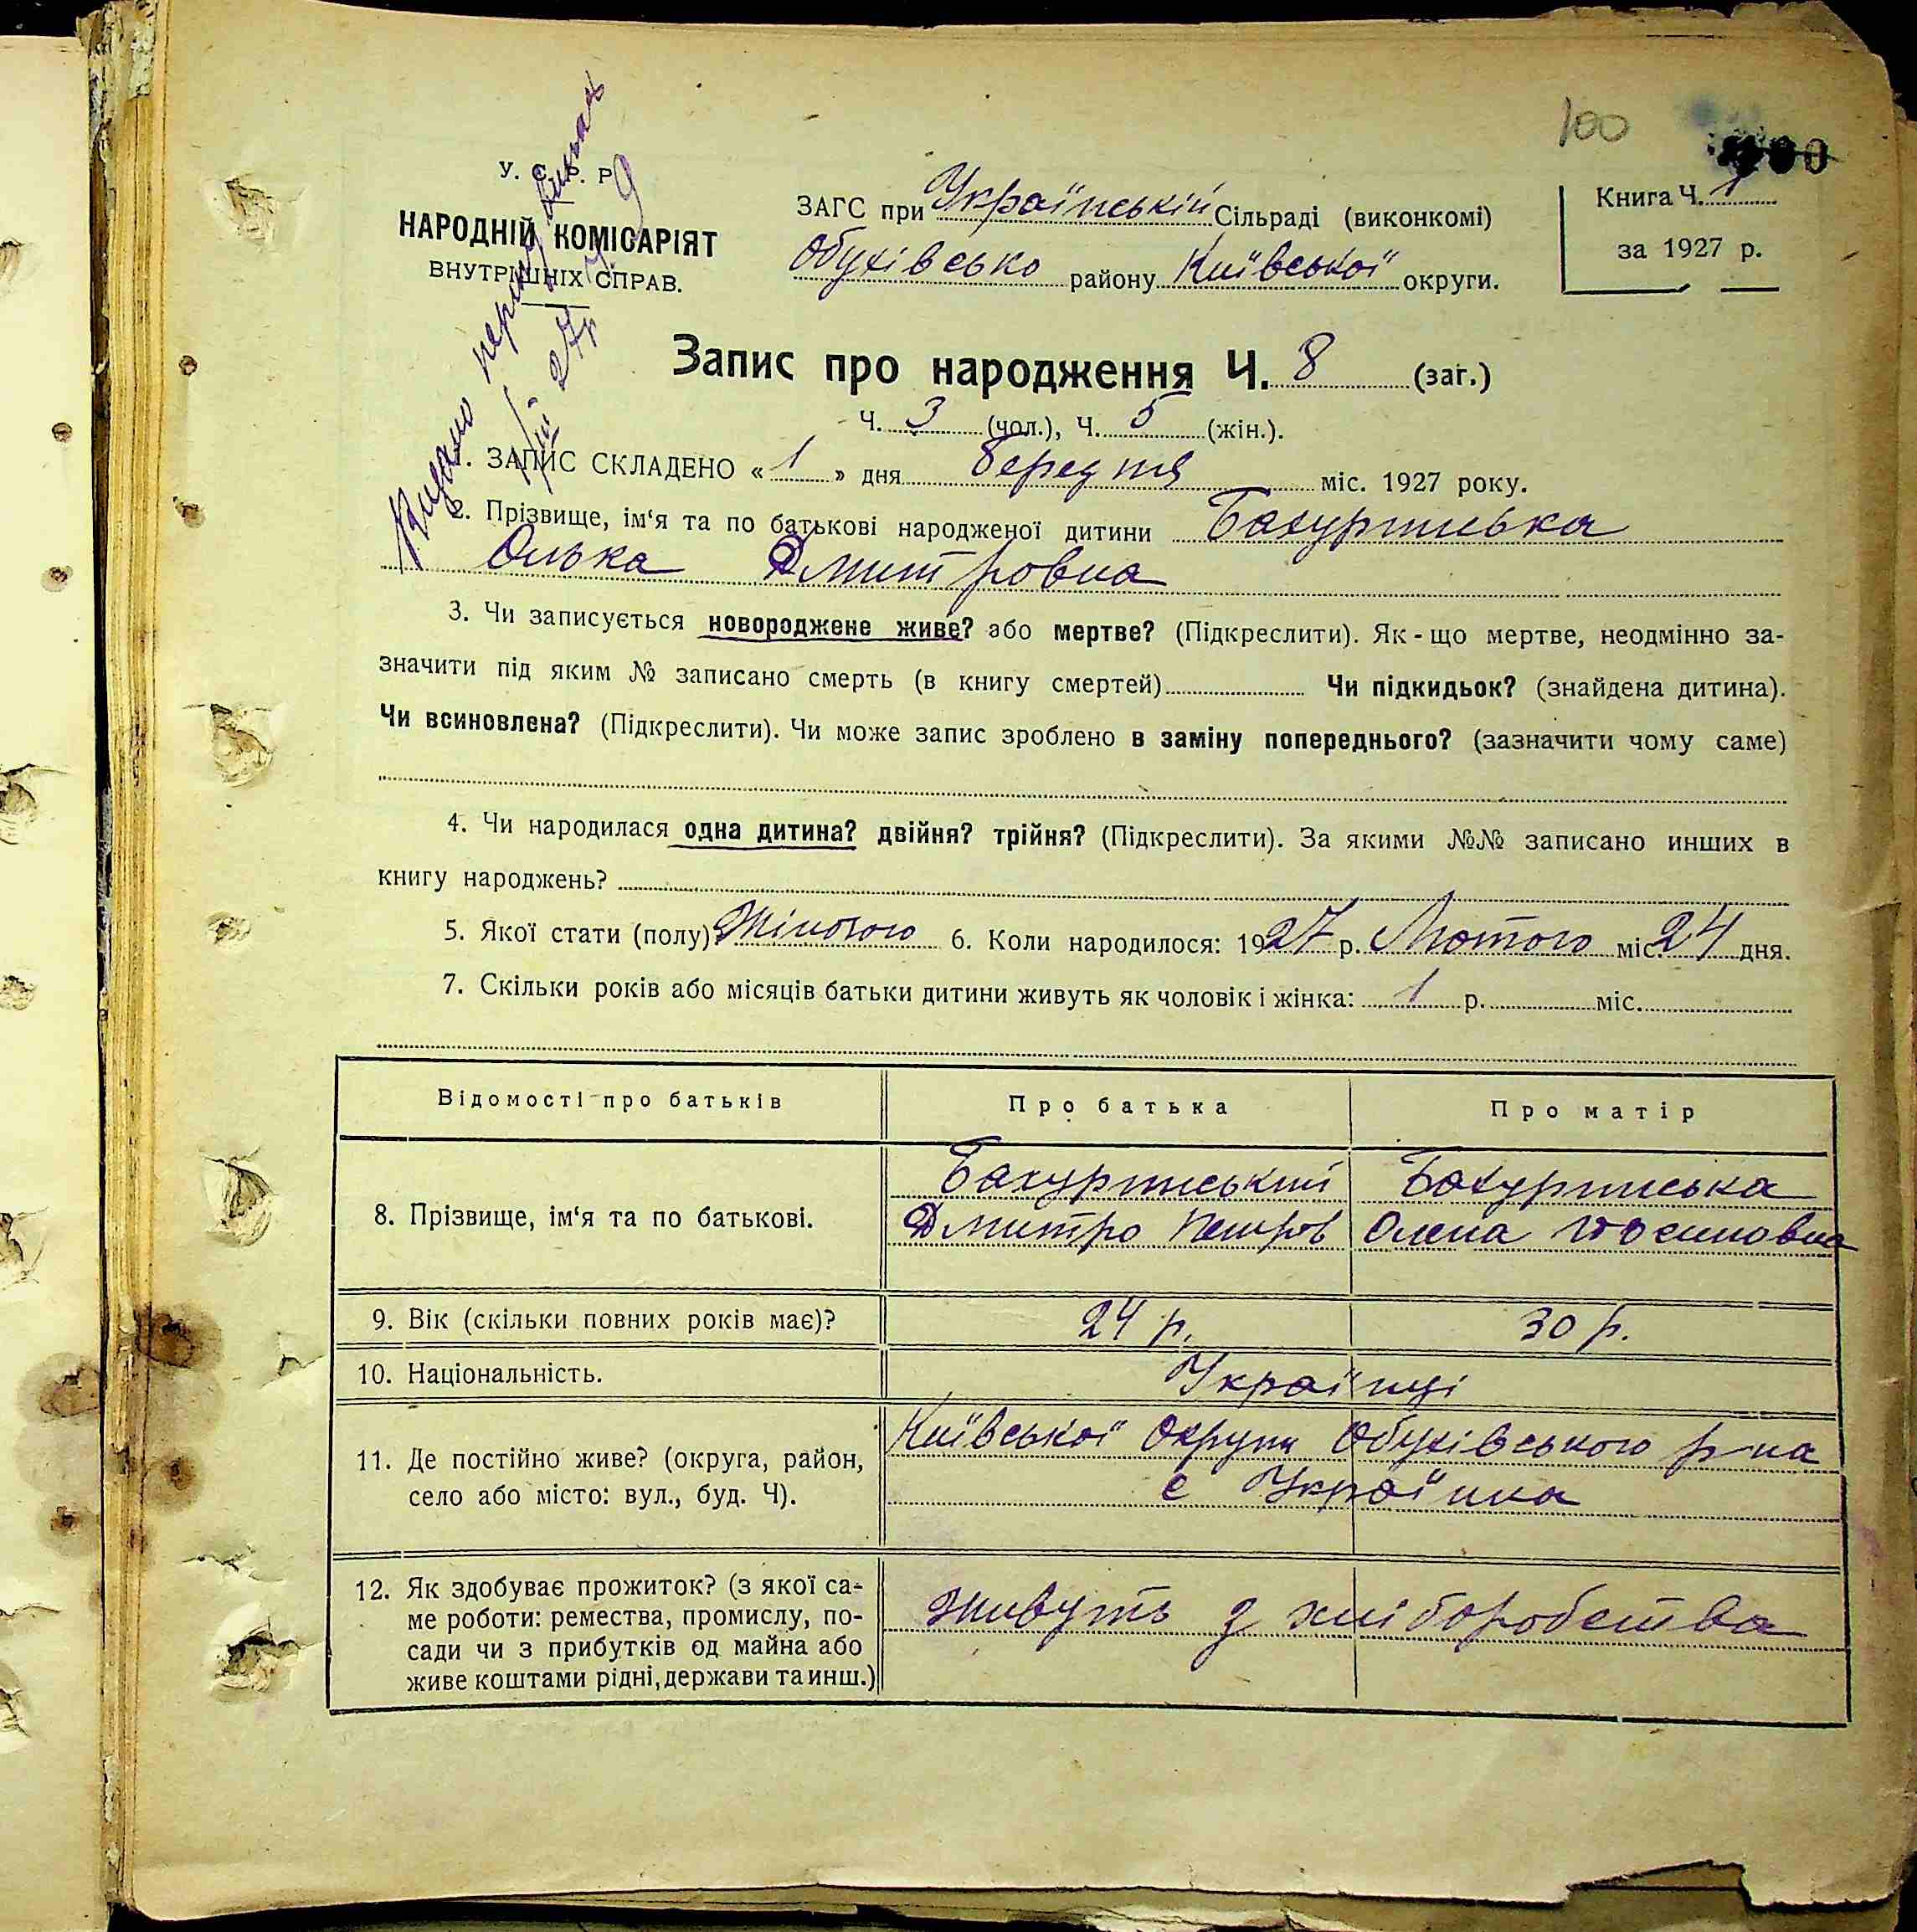 100
У. С. Р. Р.
НАРОДНІЙ КОМІСАРІЯТ
ВНУТРІШНІХ СПРАВ.
ЗАГС при Українській Сільраді (виконкомі)
Обухівсько району Київської округи.
Книга Ч. 1
за 1927 р.
Видано
27р
Запис про народження Ч. 8 (заг.)
Ч. 3 (чол.), Ч. 5 (жін.).
1. ЗАПИС СКЛАДЕНО « 1 » дня Березня міс. 1927 року.
2. Прізвище, ім‘я та по батькові народженої дитини Бахуринська
Олька Дмитровна
3. Чи записується новороджене живе? або мертве? (Підкреслити). Як-що мертве, неодмінно за-
значити під яким № записано смерть (в книгу смертей) Чи підкидьок? (знайдена дитина).
Чи всиновлена? (Підкреслити). Чи може запис зроблено в заміну попереднього? (зазначити чому саме)
4. Чи народилася одна дитина? двійня? трійня? (Підкреслити). За якими №№ записано инших в
книгу народжень?
5. Якої стати (полу)? Жіночого 6. Коли народилося: 1927 р. Лютого міс. 24 дня.
7. Скільки років або місяців батьки дитини живуть як чоловік і жінка: 1 р. міс.
Відомості про батьків Про батька Про матір
8. Прізвище, ім‘я та по батькові. Бахуринський Дмитро Петров Бахуринська Олена Йосиповна
9. Вік (скільки повних років має)? 24 р. 30 р.
10. Національність. Українці
11. Де постійно живе? (округа, район, Київської Округи Обухівського р-на
село або місто: вул., буд. Ч). с Українка
12. Як здобуває прожиток? (з якої са-
ме роботи: ремества, промислу, по- живуть з хліборобства
сади чи з прибутків од майна або
живе коштами рідні, держави та инш.)